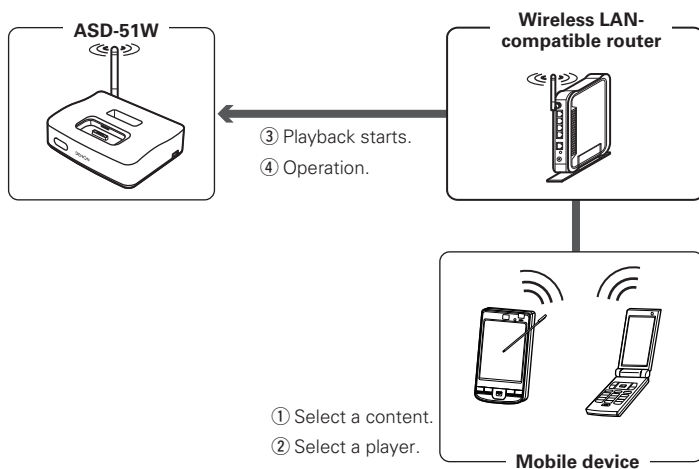 ASD-51W
Wireless LAN-
compatible router
③ Playback starts.
④ Operation.
DENON
① Select a content.
② Select a player.
Mobile device